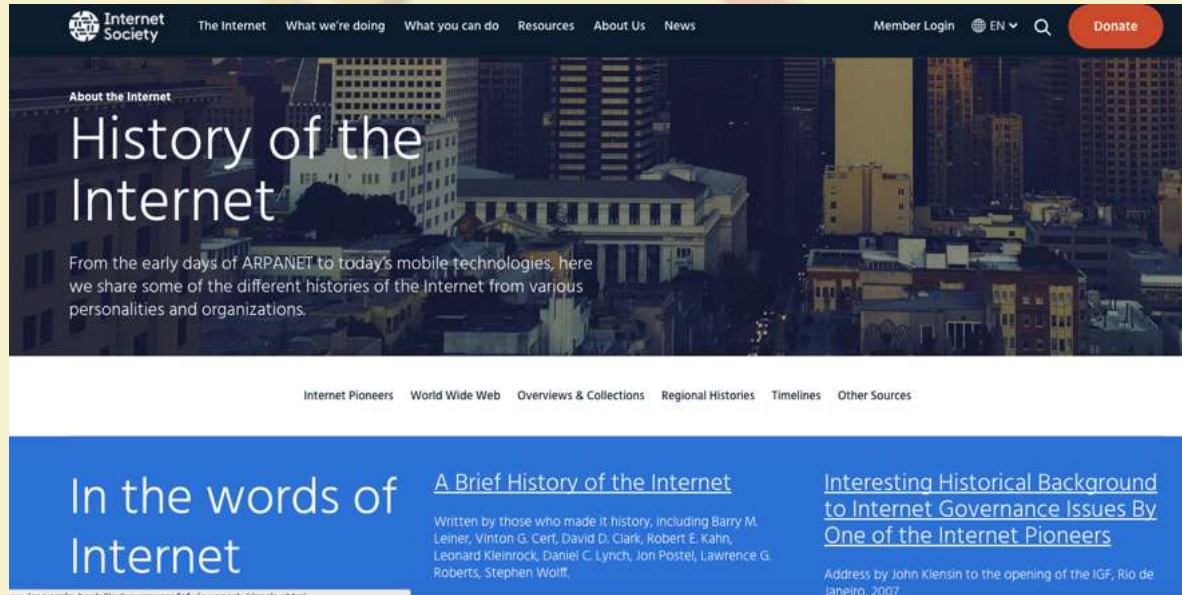 Internet
Society
The Internet
What we're doing
What you can do
Resources
About Us
News
Member Login
EN
Donate
About the Internet
History of the
Internet
From the early days of ARPANET to today's mobile technologies, here
we share some of the different histories of the Internet from various
personalities and organizations.
Internet Pioneers
World Wide Web
Overviews & Collections
Regional Histories
Timelines
Other Sources
In the words of
Internet
A Brief History of the Internet
Written by those who made it history, including Barry M.
Leiner, Vinton G. Cerf, David D. Clark, Robert E. Kahn,
Leonard Kleinrock, Daniel C. Lynch, Jon Postel, Lawrence G.
Roberts, Stephen Wolff.
Interesting Historical Background
to Internet Governance Issues By
One of the Internet Pioneers
Address by John Klensin to the opening of the IGF, Rio de
Janeiro, 2007